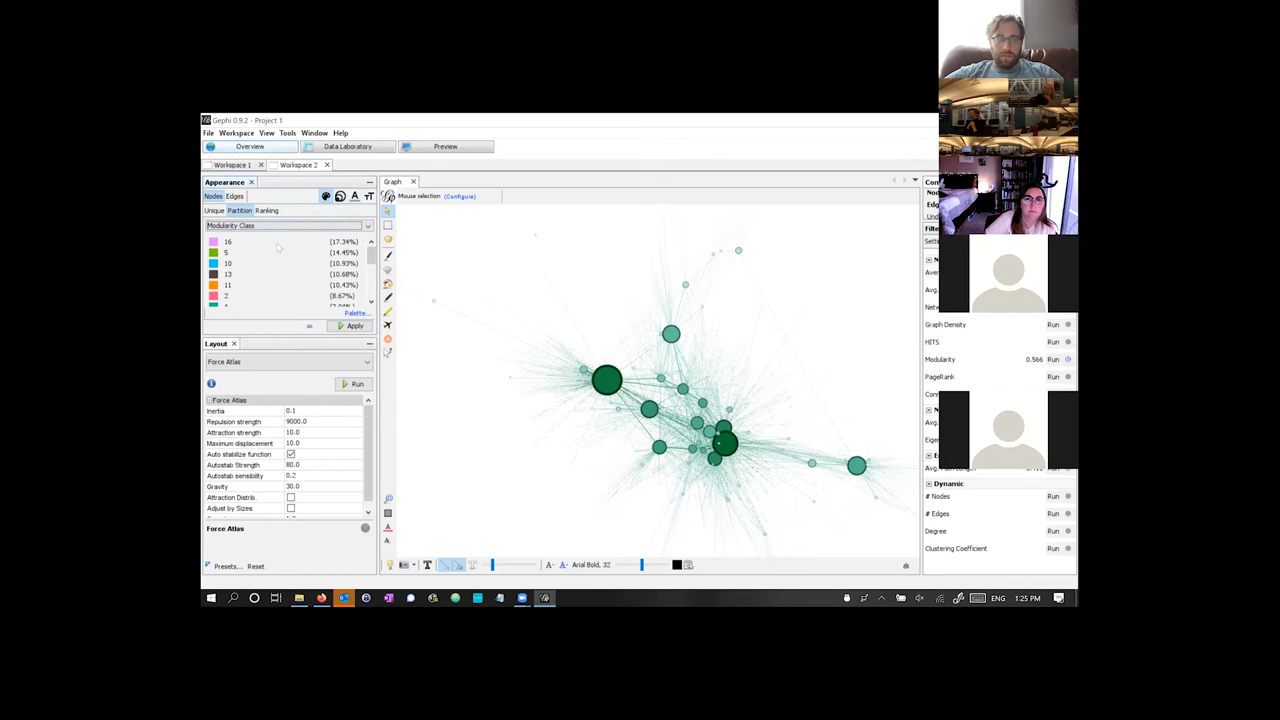 Gephi 0.9.2 - Project 1
File Workspace View Tools Window Help
Overview Data Laboratory Preview
Workspace 1 Workspace 2
Appearance
Nodes Edges
Unique Partition Ranking
Modularity Class
16 (17.34%)
5 (14.45%)
10 (10.93%)
13 (10.68%)
11 (10.43%)
2 (8.67%)
Palette...
Apply
Layout
Force Atlas
Run
Force Atlas
Inertia 0.1
Repulsion strength 9000.0
Attraction strength 10.0
Maximum displacement 10.0
Auto stabilize function
Autostab Strength 80.0
Autostab sensibility 0.2
Gravity 30.0
Attraction Distrib.
Adjust by Sizes
Force Atlas
Presets... Reset
Graph
Mouse selection (Configure)
T
A- A- Arial Bold, 32
Graph Density Run
HITS Run
Modularity 0.566 Run
PageRank Run
Dynamic
# Nodes Run
# Edges Run
Degree Run
Clustering Coefficient Run
ENG 1:25 PM